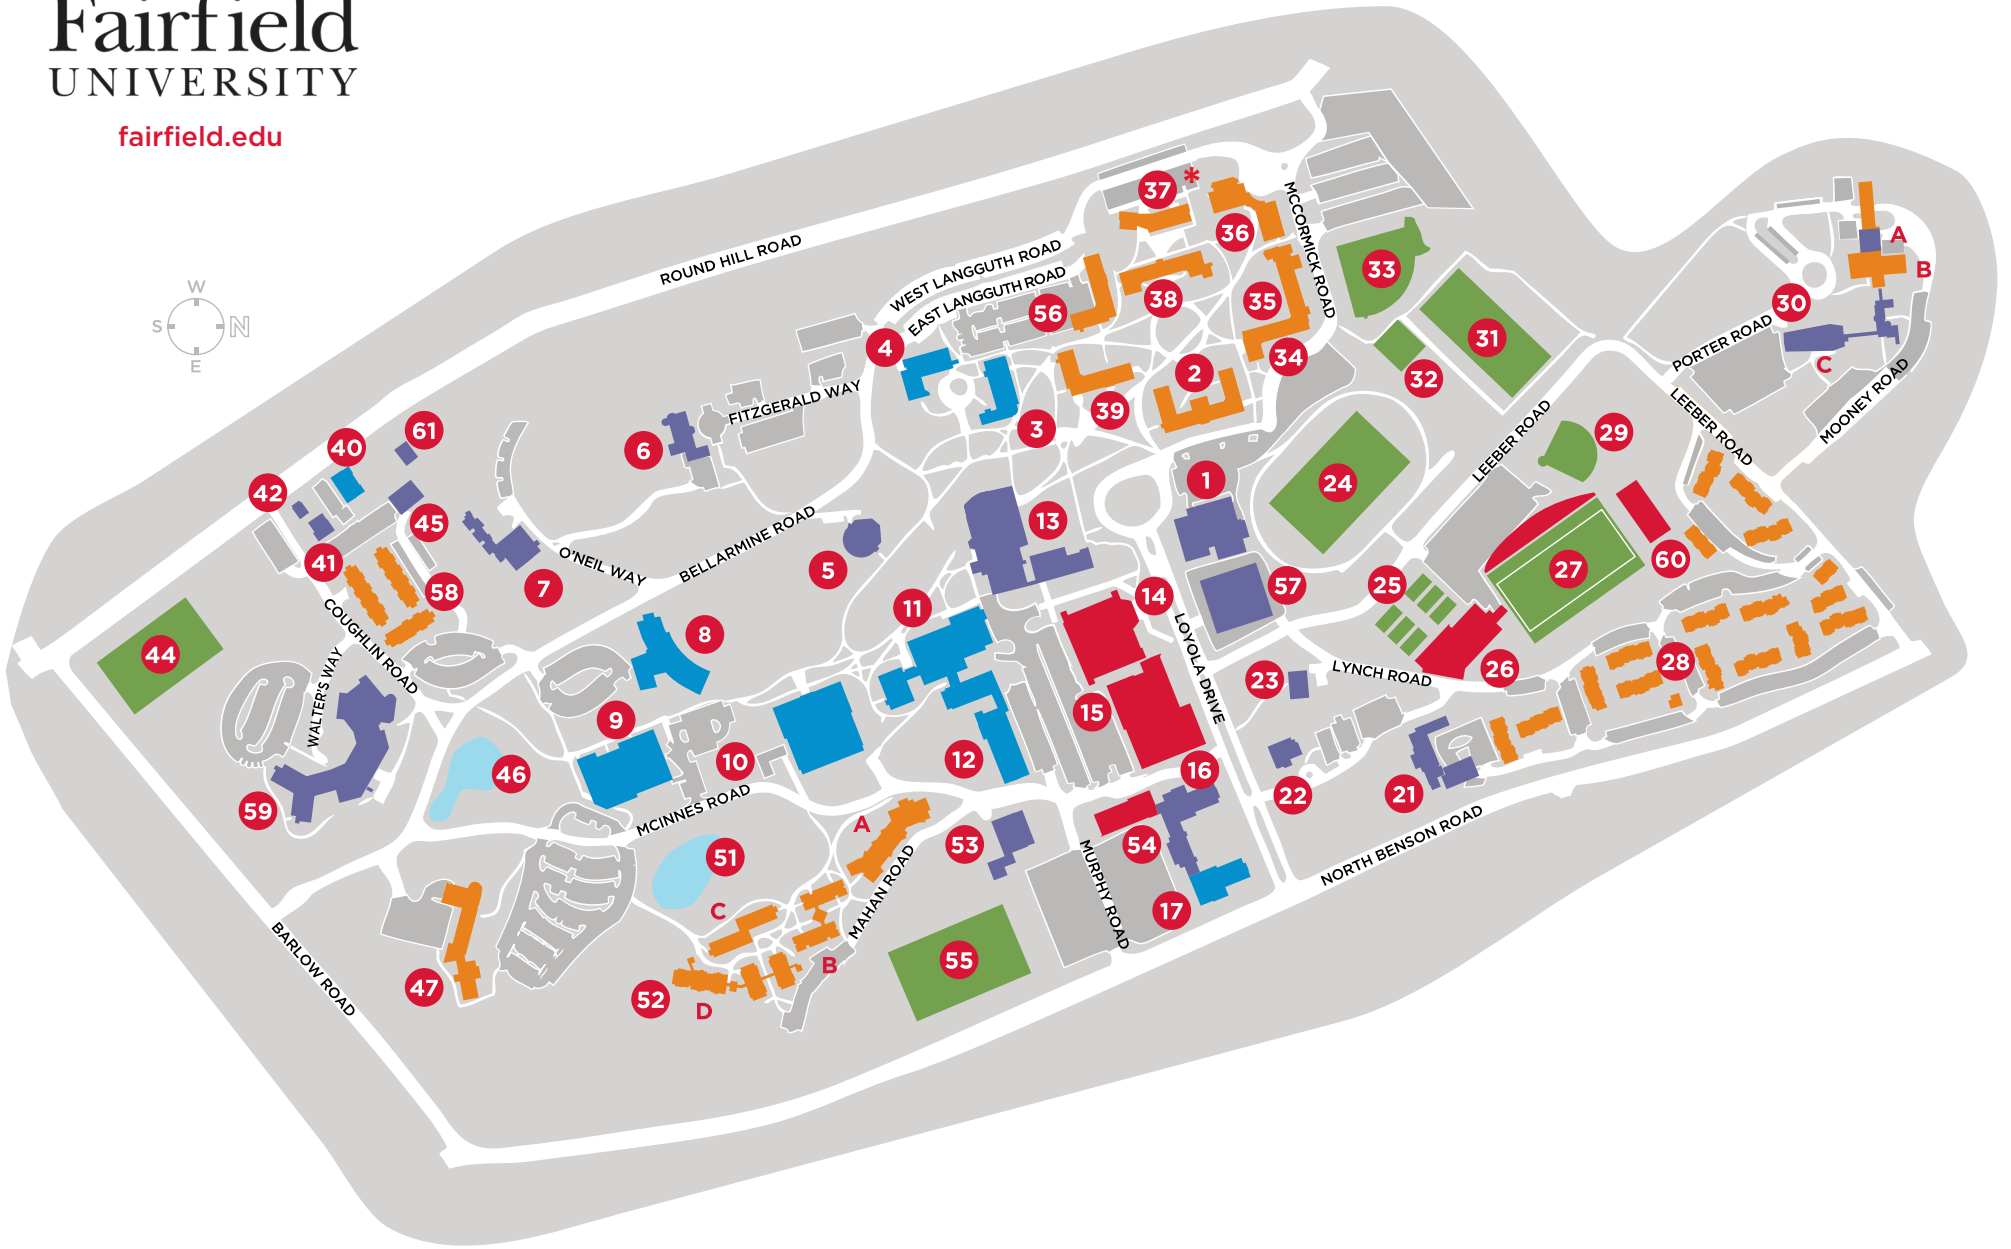 Fairfield
UNIVERSITY
fairfield.edu
W
S
N
E
ROUND HILL ROAD
WEST LANGGUTH ROAD
EAST LANGGUTH ROAD
MCCORMICK ROAD
37
*
36
33
38
35
56
34
31
32
30
A
B
C
PORTER ROAD
MOONEY ROAD
LEEBER ROAD
LEEBER ROAD
4
2
3
39
FITZGERALD WAY
6
61
40
42
45
41
58
7
O'NEIL WAY
BELLARMINE ROAD
5
13
1
24
29
57
25
27
60
14
11
8
44
COUGHLIN ROAD
WALTER'S WAY
LOYOLA DRIVE
23
LYNCH ROAD
26
28
9
15
10
12
16
46
59
22
21
NORTH BENSON ROAD
MCINNES ROAD
A
51
53
54
C
MAHAN ROAD
MURPHY ROAD
17
B
55
BARLOW ROAD
47
52
D